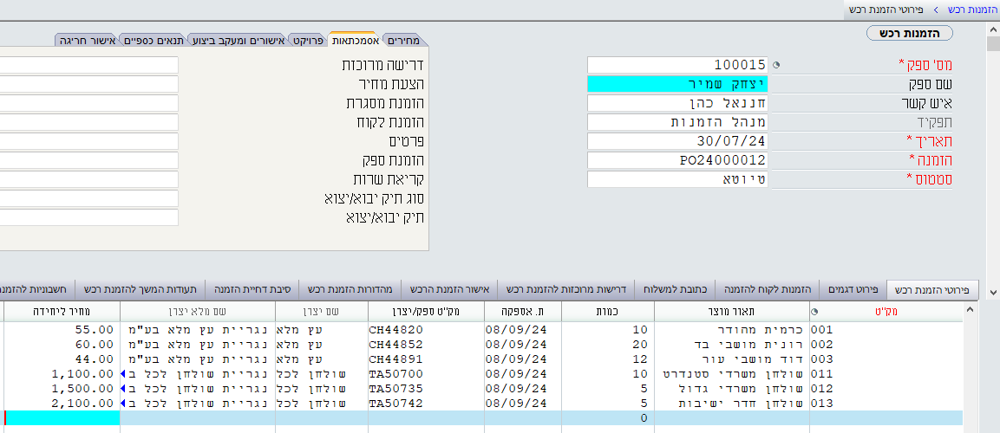 הזמנות רכש > פירוטי הזמנת רכש
הזמנות רכש
מס' ספק * 100015
שם ספק יצחק שמיר
איש קשר חננאל כהן
תפקיד מנהל הזמנות
תאריך * 30/07/24
הזמנה * PO24000012
סטטוס * טיוטא
מחירים אסמכתאות פרויקט אישורים ומעקב ביצוע תנאים כספיים אישור חריגה
דרישה מרוכזת
הצעת מחיר
הזמנת מסגרת
הזמנת לקוח
פרטים
הזמנת ספק
קריאת שרות
סוג תיק יבוא/יצוא
תיק יבוא/יצוא
פירוטי הזמנת רכש פירוט דגמים הזמנות לקוח להזמנה כתובת למשלוח דרישות מרוכזות להזמנת רכש אישור הזמנת הרכש מהדורות הזמנת רכש סיבת דחיית הזמנה תעודות המשך להזמנת רכש חשבוניות להזמנ
מק"ט תאור מוצר כמות ת. אספקה מק"ט ספק/יצרן שם יצרן שם מלא יצרן מחיר ליחידה
001 כרמית מהודר 10 08/09/24 CH44820 עץ מלא נגריית עץ מלא בע"מ 55.00
002 רונית מושבי בד 20 08/09/24 CH44852 עץ מלא נגריית עץ מלא בע"מ 60.00
003 דוד מושבי עור 12 08/09/24 CH44891 עץ מלא נגריית עץ מלא בע"מ 44.00
011 שולחן משרדי סטנדרט 10 08/09/24 TA50700 שולחן לכל נגריית שולחן לכל ב 1,100.00
012 שולחן משרדי גדול 5 08/09/24 TA50735 שולחן לכל נגריית שולחן לכל ב 1,500.00
013 שולחן חדר ישיבות 5 08/09/24 TA50742 שולחן לכל נגריית שולחן לכל ב 2,100.00
0